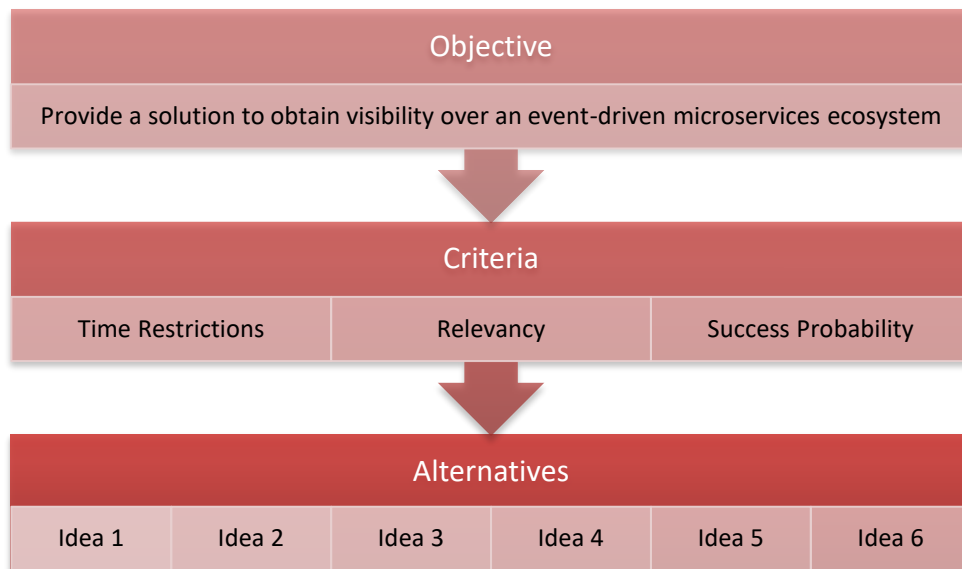 Objective
Provide a solution to obtain visibility over an event-driven microservices ecosystem
Criteria
Time Restrictions
Relevancy
Success Probability
Alternatives
Idea 1
Idea 2
Idea 3
Idea 4
Idea 5
Idea 6